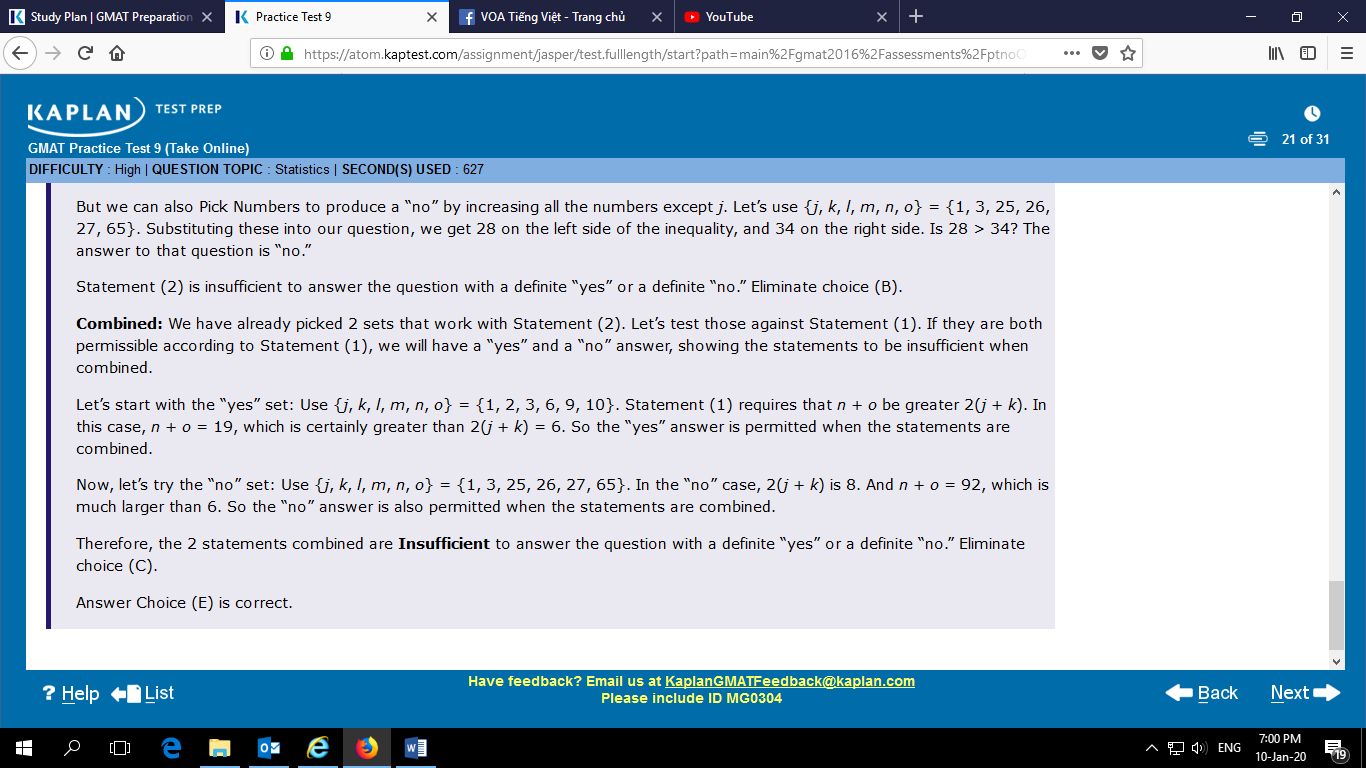 Study Plan | GMAT Preparation
Practice Test 9
VOA Tiếng Việt - Trang chủ
YouTube
https://atom.kaptest.com/assignment/jasper/test.fulllength/start?path=main%2Fgmat2016%2Fassessments%2Fptno
KAPLAN TEST PREP
GMAT Practice Test 9 (Take Online)
21 of 31
DIFFICULTY : High | QUESTION TOPIC : Statistics | SECOND(S) USED : 627
But we can also Pick Numbers to produce a “no” by increasing all the numbers except j. Let’s use {j, k, l, m, n, o} = {1, 3, 25, 26,
27, 65}. Substituting these into our question, we get 28 on the left side of the inequality, and 34 on the right side. Is 28 > 34? The
answer to that question is “no.”
Statement (2) is insufficient to answer the question with a definite “yes” or a definite “no.” Eliminate choice (B).
Combined: We have already picked 2 sets that work with Statement (2). Let’s test those against Statement (1). If they are both
permissible according to Statement (1), we will have a “yes” and a “no” answer, showing the statements to be insufficient when
combined.
Let’s start with the “yes” set: Use {j, k, l, m, n, o} = {1, 2, 3, 6, 9, 10}. Statement (1) requires that n + o be greater 2(j + k). In
this case, n + o = 19, which is certainly greater than 2(j + k) = 6. So the “yes” answer is permitted when the statements are
combined.
Now, let’s try the “no” set: Use {j, k, l, m, n, o} = {1, 3, 25, 26, 27, 65}. In the “no” case, 2(j + k) is 8. And n + o = 92, which is
much larger than 6. So the “no” answer is also permitted when the statements are combined.
Therefore, the 2 statements combined are Insufficient to answer the question with a definite “yes” or a definite “no.” Eliminate
choice (C).
Answer Choice (E) is correct.
? Help
List
Have feedback? Email us at KaplanGMATFeedback@kaplan.com
Please include ID MG0304
Back
Next
ENG
7:00 PM
10-Jan-20
19